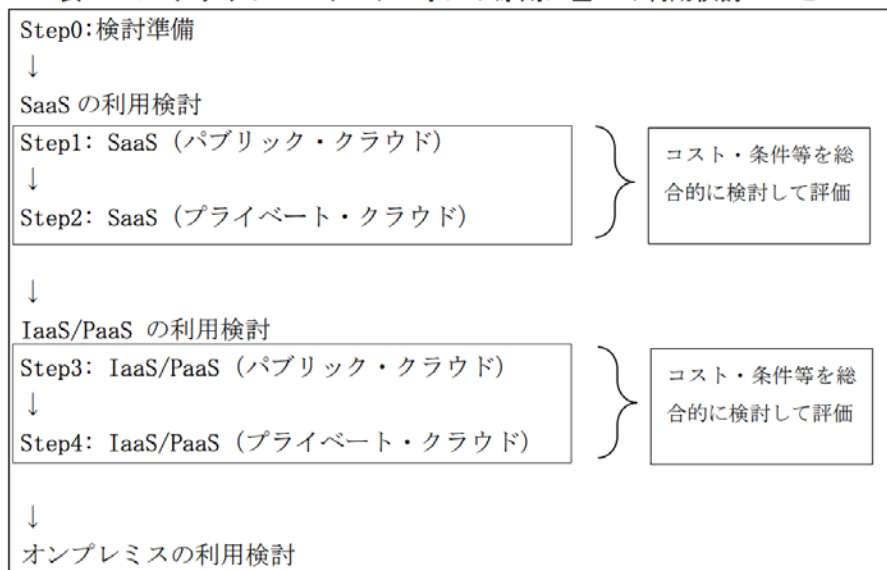 Step0:検討準備
↓
SaaS の利用検討
Step1: SaaS（パブリック・クラウド）
↓
Step2: SaaS（プライベート・クラウド）
コスト・条件等を総
合的に検討して評価
↓
IaaS/PaaS の利用検討
Step3: IaaS/PaaS（パブリック・クラウド）
↓
Step4: IaaS/PaaS（プライベート・クラウド）
コスト・条件等を総
合的に検討して評価
↓
オンプレミスの利用検討